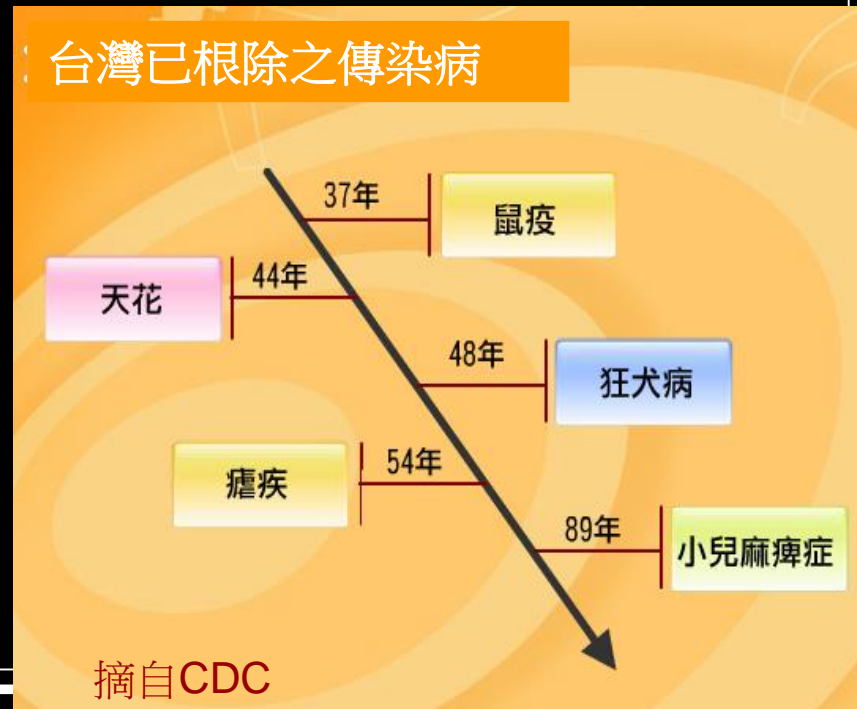 台灣已根除之傳染病
37年
鼠疫
44年
天花
48年
狂犬病
54年
瘧疾
89年
小兒麻痺症
摘自CDC